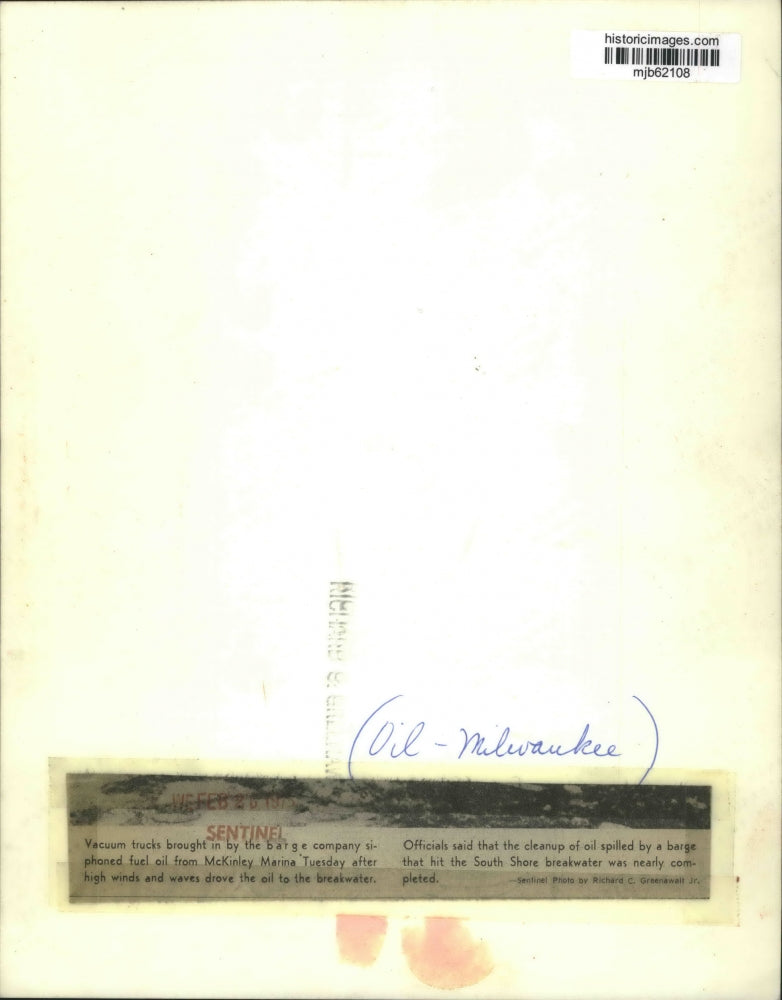 historicimages.com
mjb62108
(Oil - Milwaukee)
SENTINEL
Vacuum trucks brought in by the barge company si-
phoned fuel oil from McKinley Marina Tuesday after
high winds and waves drove the oil to the breakwater.
Officials said that the cleanup of oil spilled by a barge
that hit the South Shore breakwater was nearly com-
pleted.
—Sentinel Photo by Richard C. Greenawalt Jr.